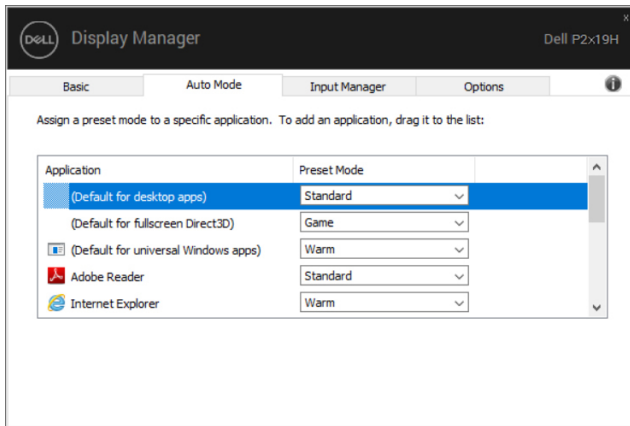 DELL Display Manager
Dell P2x19H
Basic Auto Mode Input Manager Options
Assign a preset mode to a specific application. To add an application, drag it to the list:
Application Preset Mode
(Default for desktop apps) Standard
(Default for fullscreen Direct3D) Game
(Default for universal Windows apps) Warm
Adobe Reader Standard
Internet Explorer Warm